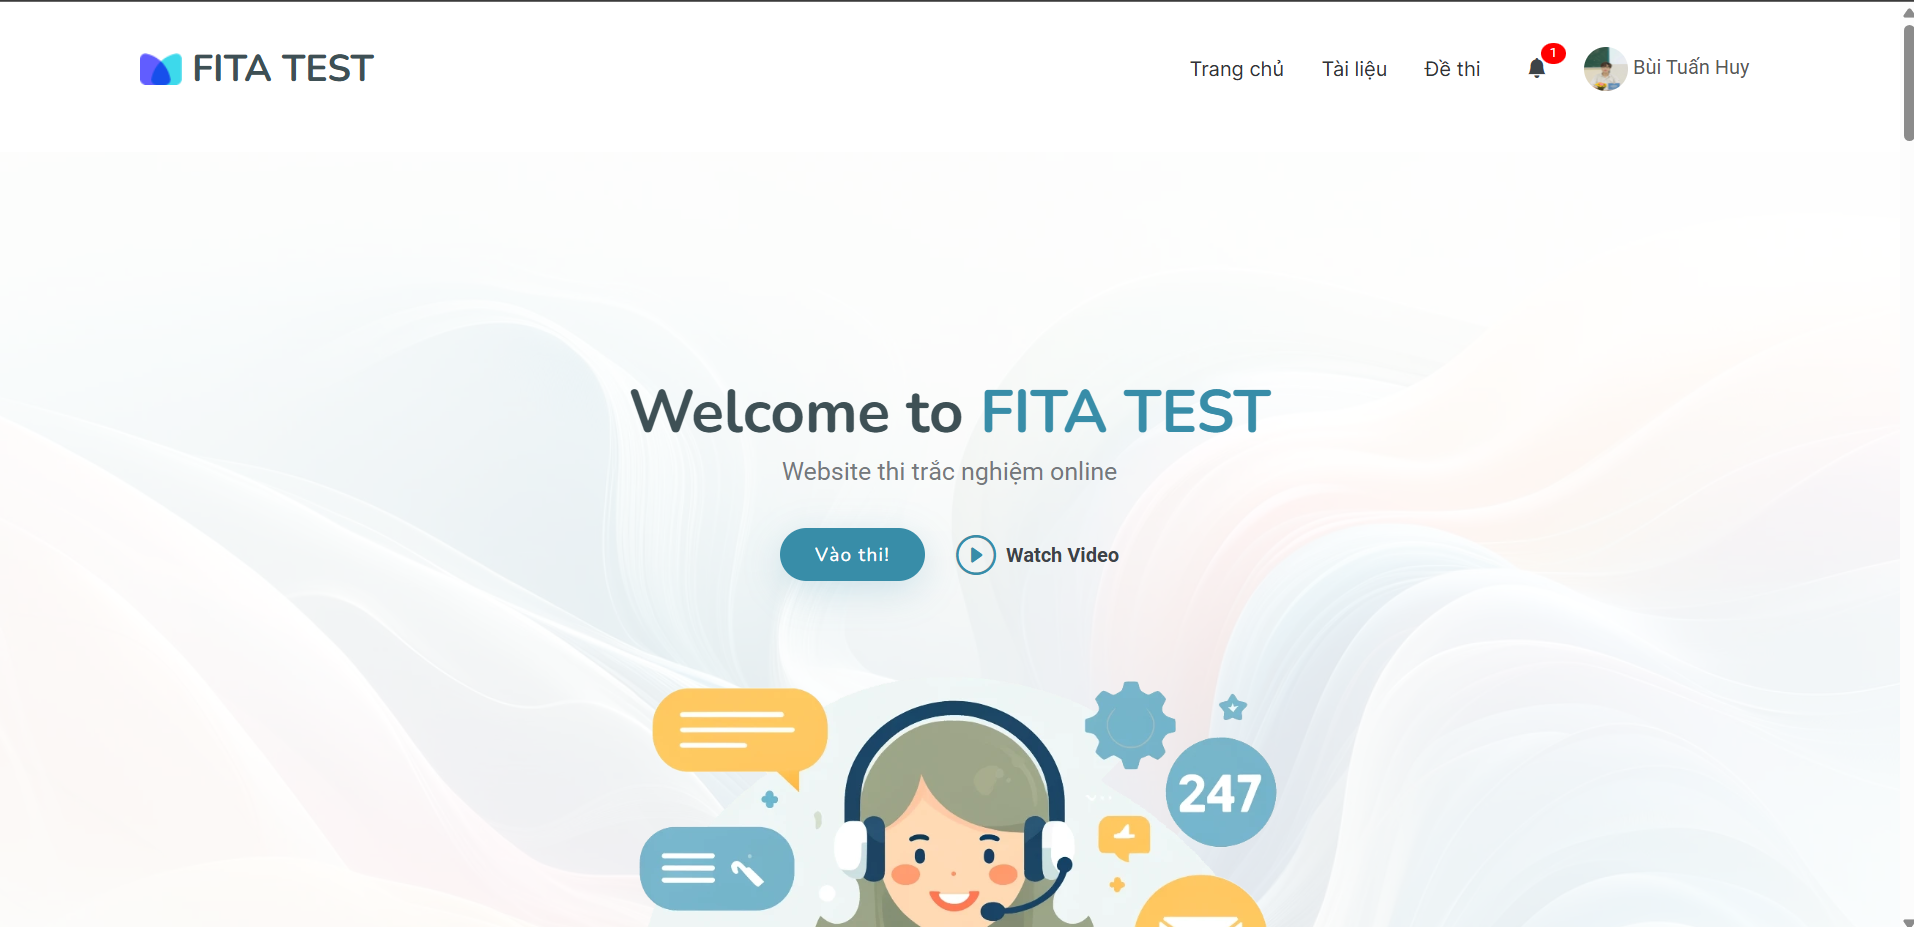 FITA TEST
Trang chủ
Tài liệu
Đề thi
1
Bùi Tuấn Huy
Welcome to FITA TEST
Website thi trắc nghiệm online
Vào thi!
Watch Video
247